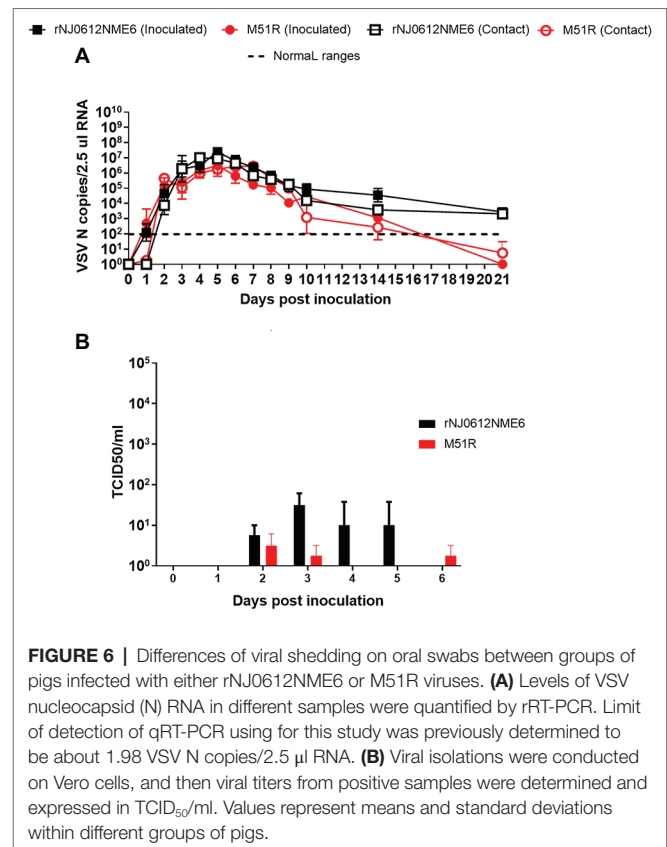 rNJ0612NME6 (Inoculated) M51R (Inoculated) rNJ0612NME6 (Contact) M51R (Contact)
A
NormaL ranges
VSV N copies/2.5 ul RNA
10¹⁰
10⁹
10⁸
10⁷
10⁶
10⁵
10⁴
10³
10²
10¹
10⁰
0 1 2 3 4 5 6 7 8 9 10 11 12 13 14 15 16 17 18 19 20 21
Days post inoculation
B
TCID50/ml
10⁵
10⁴
10³
10²
10¹
10⁰
rNJ0612NME6
M51R
0 1 2 3 4 5 6
Days post inoculation
FIGURE 6 | Differences of viral shedding on oral swabs between groups of
pigs infected with either rNJ0612NME6 or M51R viruses. (A) Levels of VSV
nucleocapsid (N) RNA in different samples were quantified by rRT-PCR. Limit
of detection of qRT-PCR using for this study was previously determined to
be about 1.98 VSV N copies/2.5 μl RNA. (B) Viral isolations were conducted
on Vero cells, and then viral titers from positive samples were determined and
expressed in TCID₅₀/ml. Values represent means and standard deviations
within different groups of pigs.